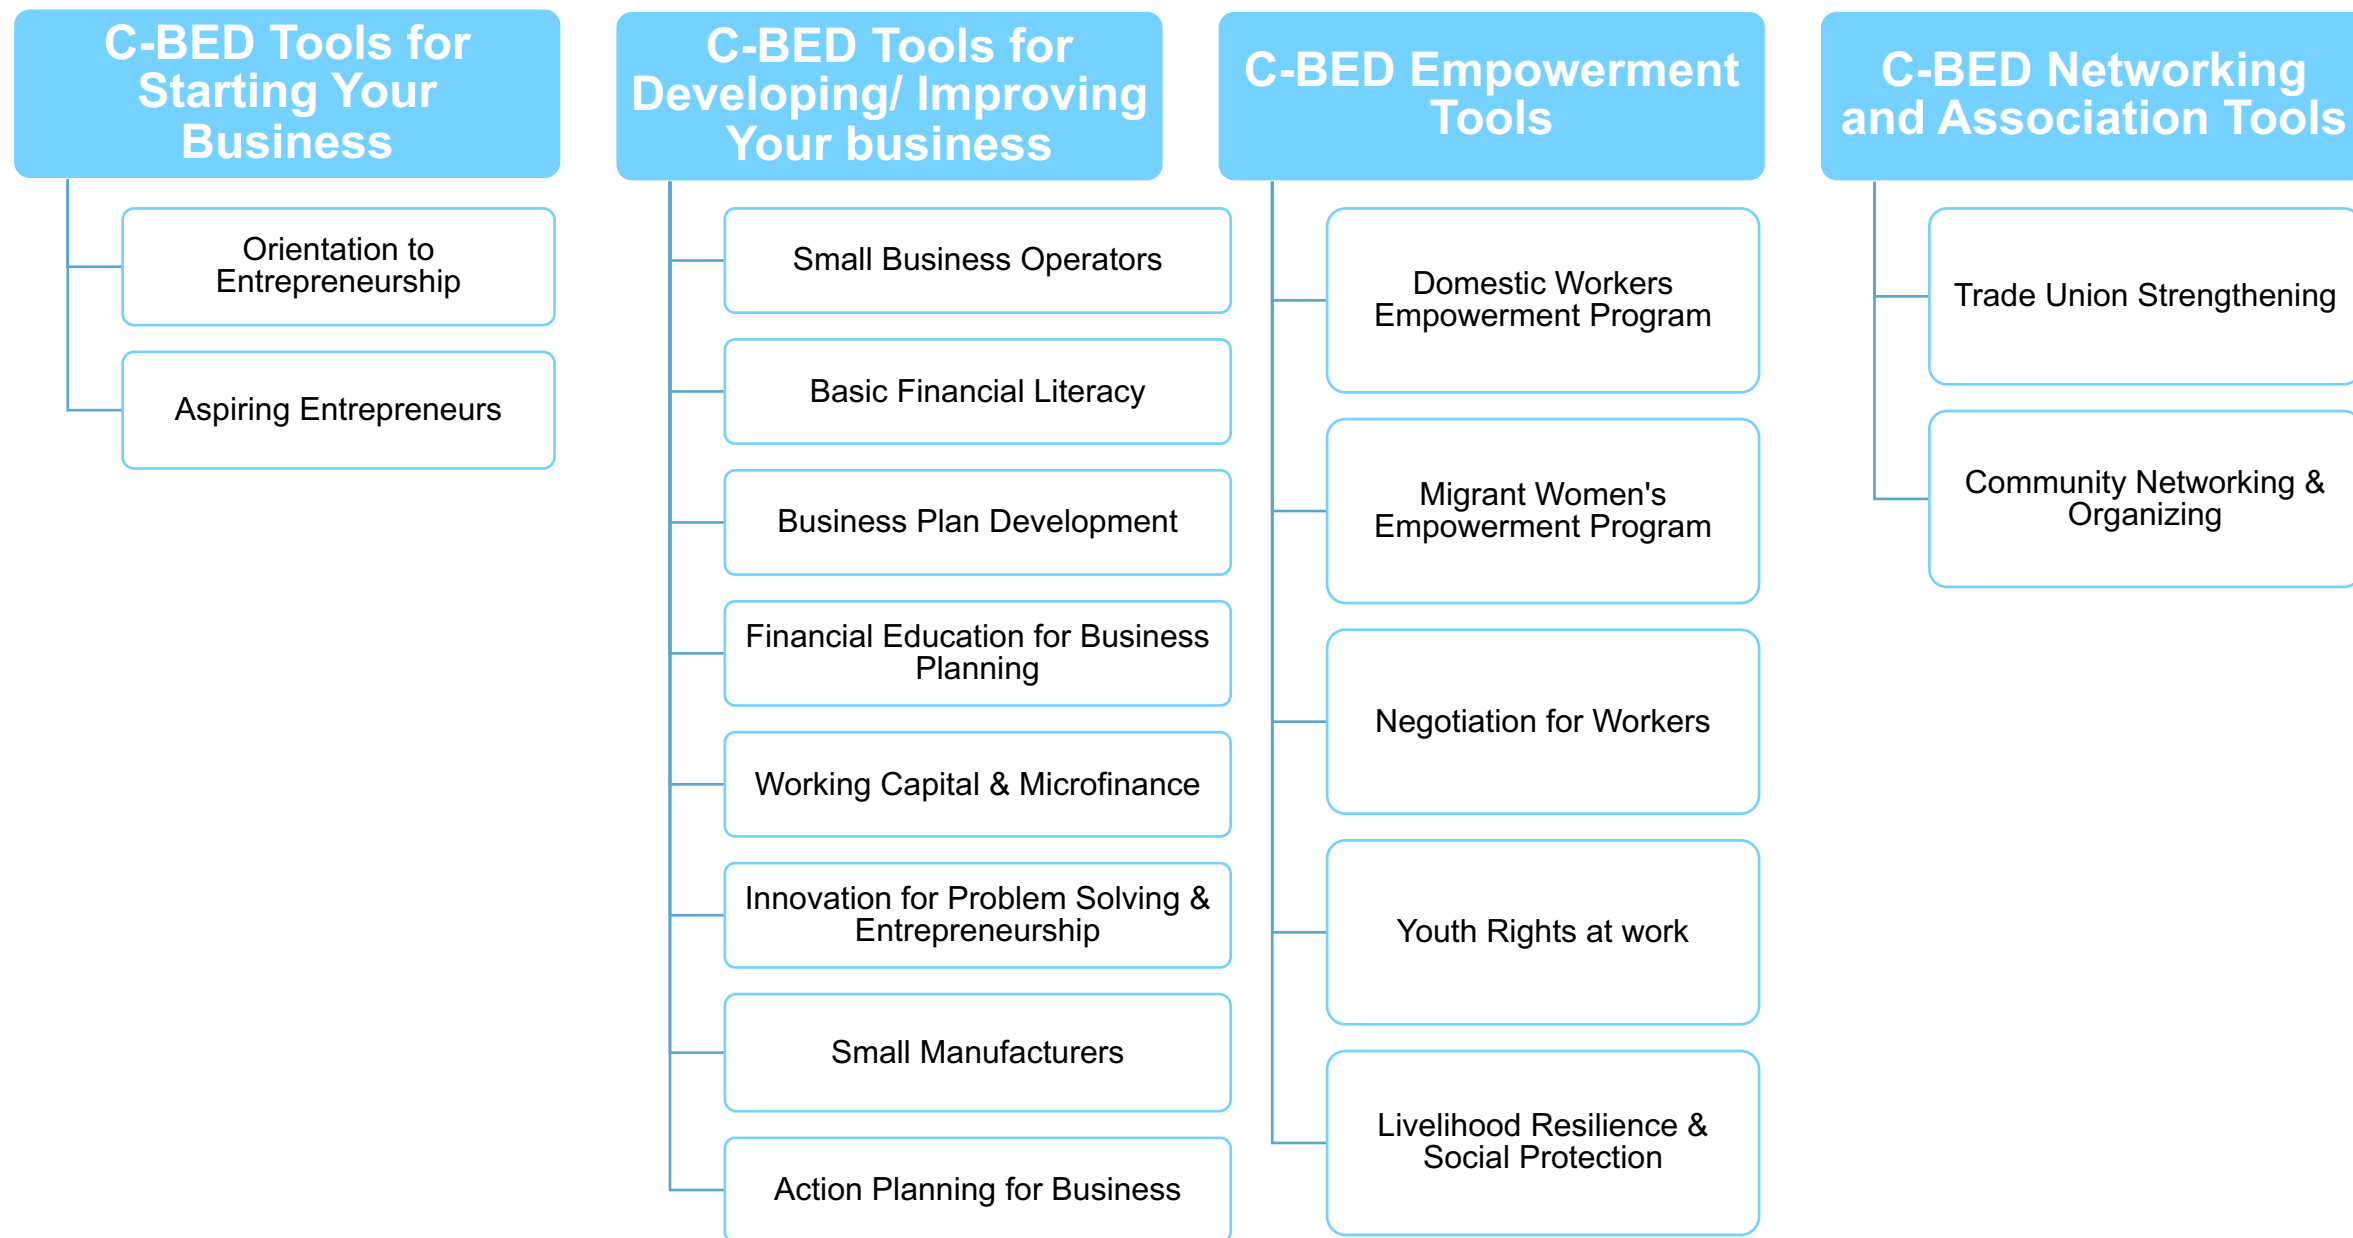 C-BED Tools for
Starting Your
Business
Orientation to
Entrepreneurship
Aspiring Entrepreneurs
C-BED Tools for
Developing/ Improving
Your business
Small Business Operators
Basic Financial Literacy
Business Plan Development
Financial Education for Business
Planning
Working Capital & Microfinance
Innovation for Problem Solving &
Entrepreneurship
Small Manufacturers
Action Planning for Business
C-BED Empowerment
Tools
Domestic Workers
Empowerment Program
Migrant Women's
Empowerment Program
Negotiation for Workers
Youth Rights at work
Livelihood Resilience &
Social Protection
C-BED Networking
and Association Tools
Trade Union Strengthening
Community Networking &
Organizing